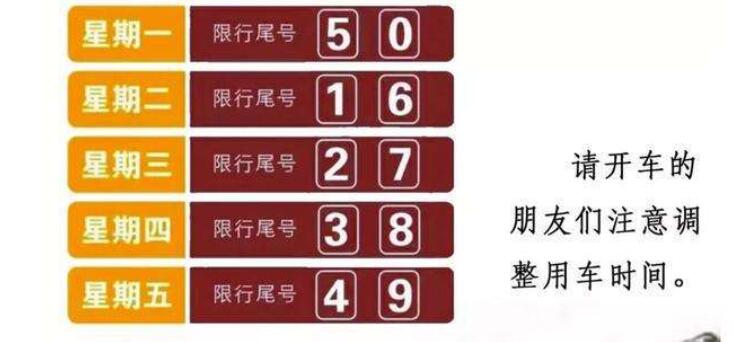 星期一 限行尾号 5 0
星期二 限行尾号 1 6
星期三 限行尾号 2 7
星期四 限行尾号 3 8
星期五 限行尾号 4 9
请开车的
朋友们注意调
整用车时间。